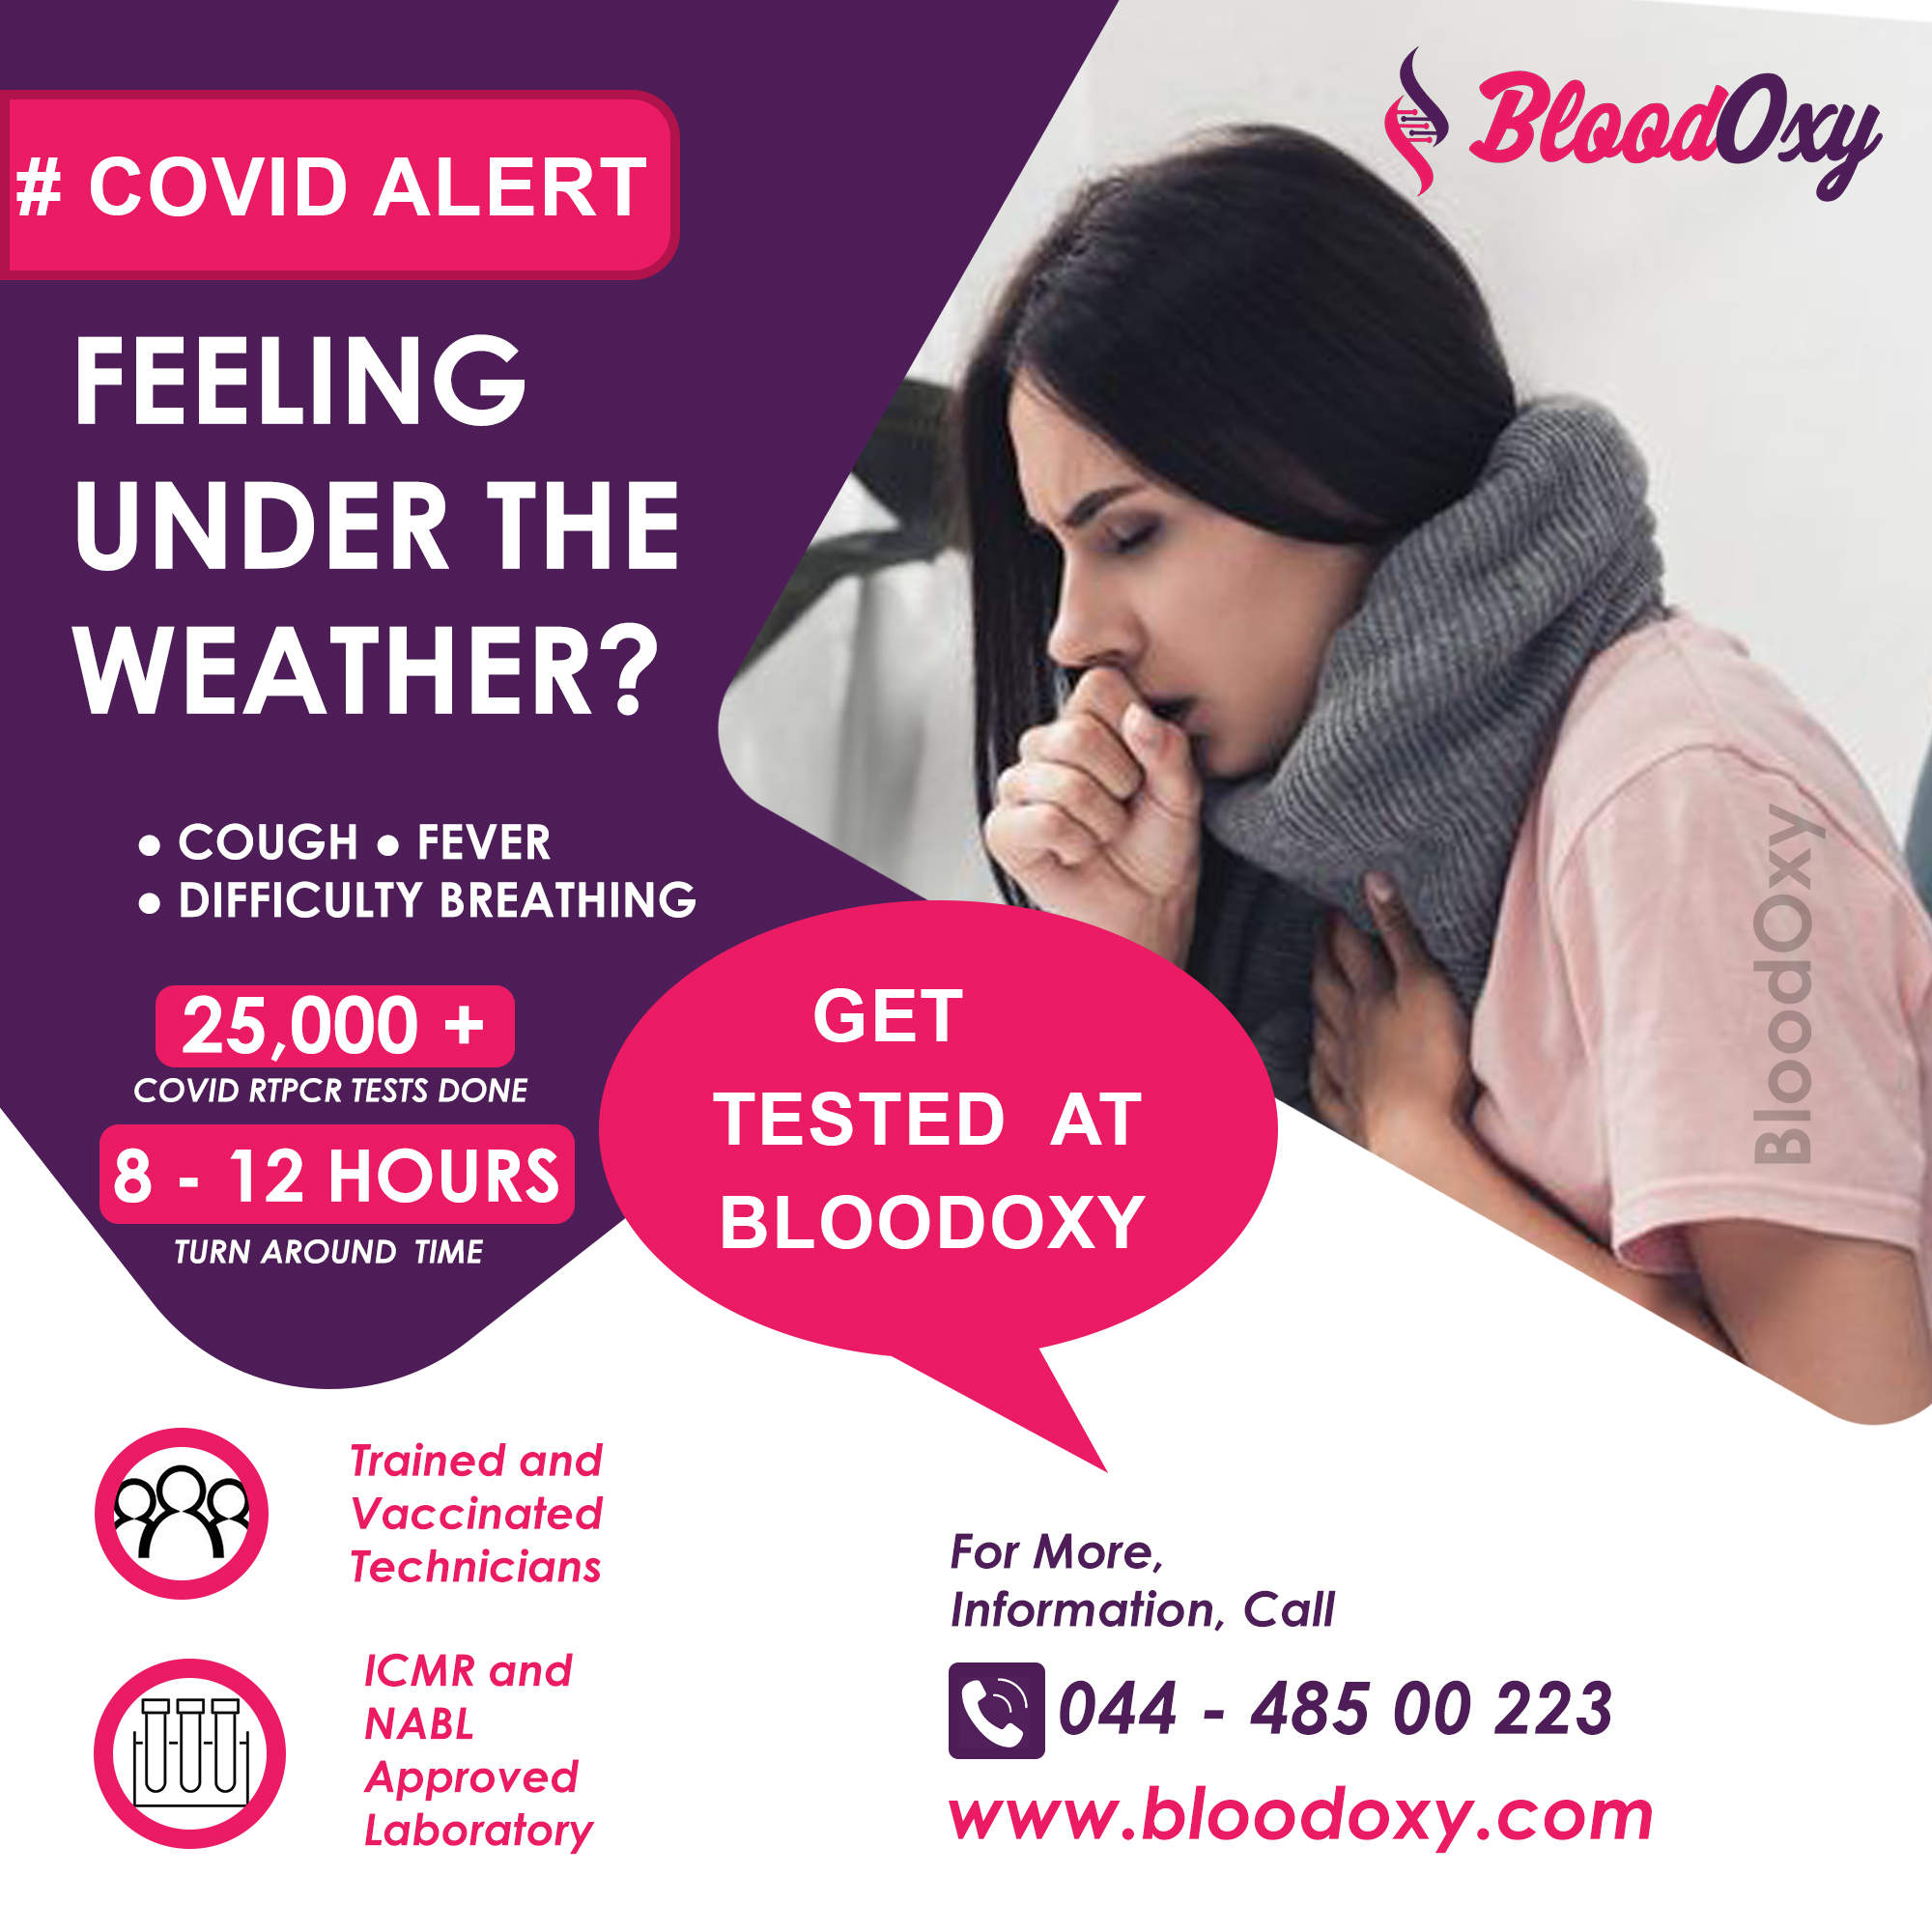 # COVID ALERT
BloodOxy
FEELING
UNDER THE
WEATHER?
● COUGH ● FEVER
● DIFFICULTY BREATHING
25,000 +
COVID RTPCR TESTS DONE
8 - 12 HOURS
TURN AROUND TIME
GET
TESTED AT
BLOODOXY
BloodOxy
Trained and
Vaccinated
Technicians
ICMR and
NABL
Approved
Laboratory
For More,
Information, Call
044 - 485 00 223
www.bloodoxy.com